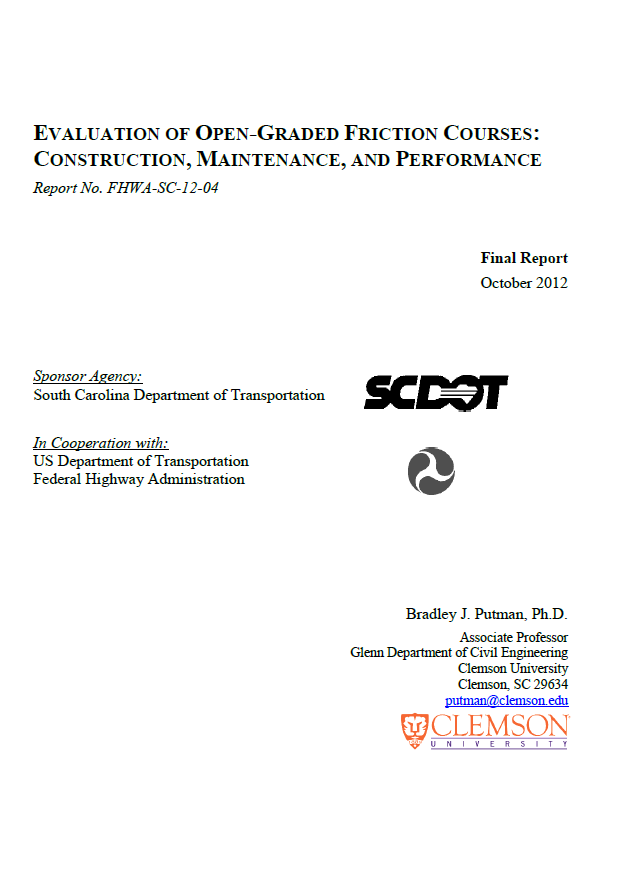 EVALUATION OF OPEN-GRADED FRICTION COURSES:
CONSTRUCTION, MAINTENANCE, AND PERFORMANCE
Report No. FHWA-SC-12-04
Final Report
October 2012
Sponsor Agency:
South Carolina Department of Transportation
SCDOT
In Cooperation with:
US Department of Transportation
Federal Highway Administration
Bradley J. Putman, Ph.D.
Associate Professor
Glenn Department of Civil Engineering
Clemson University
Clemson, SC 29634
putman@clemson.edu
CLEMSON
UNIVERSITY